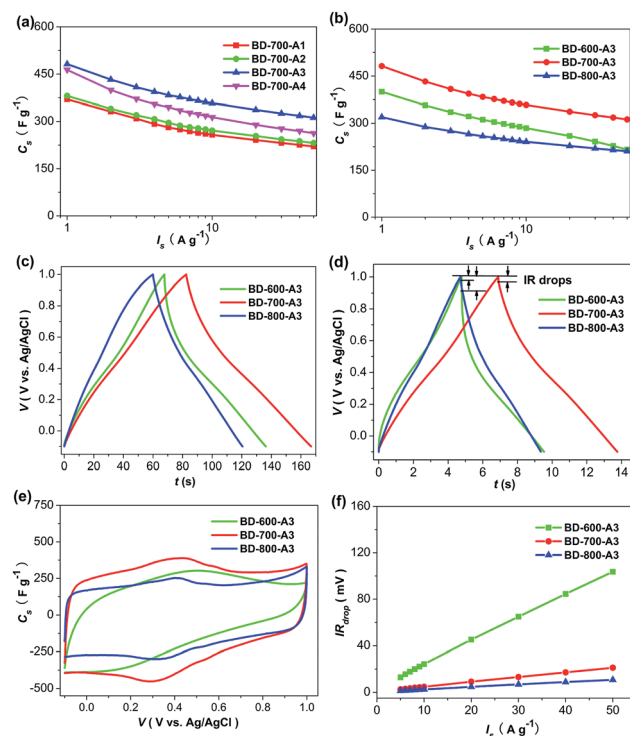 (a)
600
450
300
150
0
C_s ( F g⁻¹)
BD-700-A1
BD-700-A2
BD-700-A3
BD-700-A4
1
10
I_s ( A g⁻¹)
(b)
600
450
300
150
0
C_s ( F g⁻¹)
BD-600-A3
BD-700-A3
BD-800-A3
1
10
I_s ( A g⁻¹)
(c)
1.0
0.8
0.6
0.4
0.2
0.0
V ( V vs. Ag/AgCl )
BD-600-A3
BD-700-A3
BD-800-A3
0 20 40 60 80 100 120 140 160
t (s)
(d)
1.0
0.8
0.6
0.4
0.2
0.0
V ( V vs. Ag/AgCl )
IR drops
BD-600-A3
BD-700-A3
BD-800-A3
0 2 4 6 8 10 12 14
t (s)
(e)
750
500
250
0
-250
-500
C_s ( F g⁻¹)
BD-600-A3
BD-700-A3
BD-800-A3
0.0 0.2 0.4 0.6 0.8 1.0
V ( V vs. Ag/AgCl )
(f)
160
120
80
40
0
IR_drop ( mV )
BD-600-A3
BD-700-A3
BD-800-A3
0 10 20 30 40 50
I_s ( A g⁻¹)